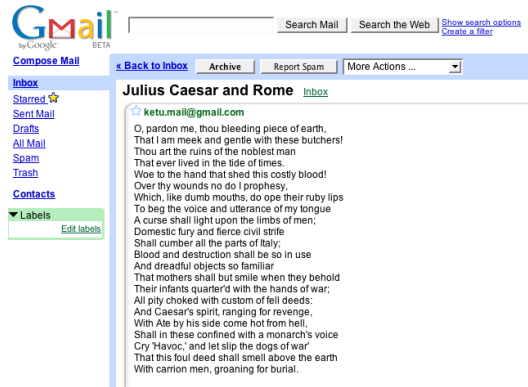 Gmail™
by Google BETA
Search Mail
Search the Web
Show search options
Create a filter
Compose Mail
« Back to Inbox
Archive
Report Spam
More Actions ...
Inbox
Starred
Sent Mail
Drafts
All Mail
Spam
Trash
Contacts
Labels
Edit labels
Julius Caesar and Rome Inbox
ketu.mail@gmail.com
O, pardon me, thou bleeding piece of earth,
That I am meek and gentle with these butchers!
Thou art the ruins of the noblest man
That ever lived in the tide of times.
Woe to the hand that shed this costly blood!
Over thy wounds now do I prophesy,
Which, like dumb mouths, do ope their ruby lips
To beg the voice and utterance of my tongue
A curse shall light upon the limbs of men;
Domestic fury and fierce civil strife
Shall cumber all the parts of Italy;
Blood and destruction shall be so in use
And dreadful objects so familiar
That mothers shall but smile when they behold
Their infants quarter'd with the hands of war;
All pity choked with custom of fell deeds:
And Caesar's spirit, ranging for revenge,
With Ate by his side come hot from hell,
Shall in these confined with a monarch's voice
Cry 'Havoc,' and let slip the dogs of war'
That this foul deed shall smell above the earth
With carrion men, groaning for burial.